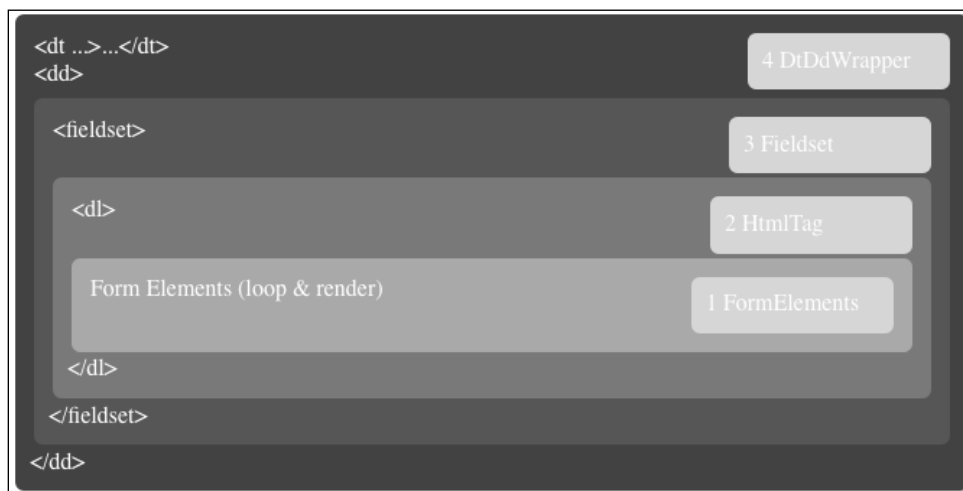 <dt ...>...</dt>
<dd>
4 DtDdWrapper
<fieldset>
3 Fieldset
<dl>
2 HtmlTag
Form Elements (loop & render)
1 FormElements
</dl>
</fieldset>
</dd>